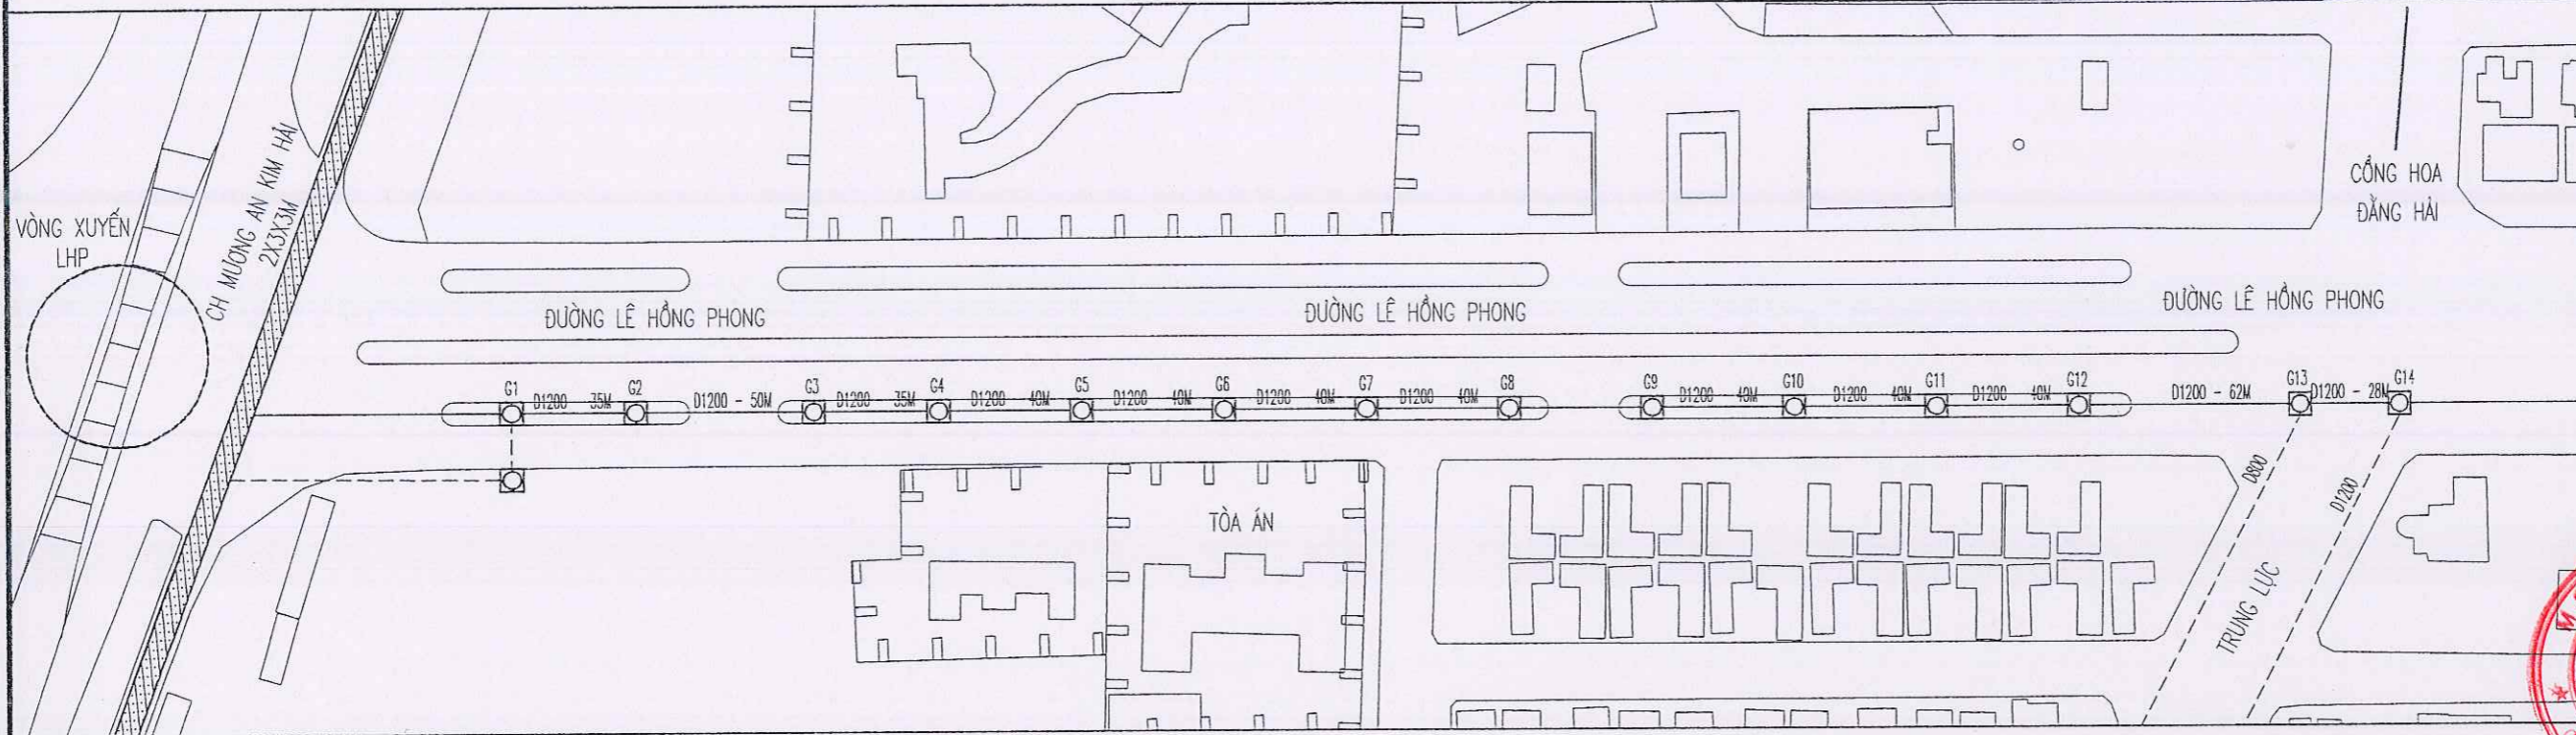 CỔNG HOA
ĐẰNG HẢI
VÒNG XUYẾN
LHP
CH MƯƠNG AN KIM HẢI
2X3X3M
ĐƯỜNG LÊ HỒNG PHONG
ĐƯỜNG LÊ HỒNG PHONG
ĐƯỜNG LÊ HỒNG PHONG
G1 D1200 35M G2 D1200 - 50M G3 D1200 35M G4 D1200 40M G5 D1200 40M G6 D1200 40M G7 D1200 40M G8
G9 D1200 40M G10 D1200 40M G11 D1200 40M G12 D1200 - 62M G13 D1200 - 28M G14
D800
D1200
TÒA ÁN
TRUNG LỰC